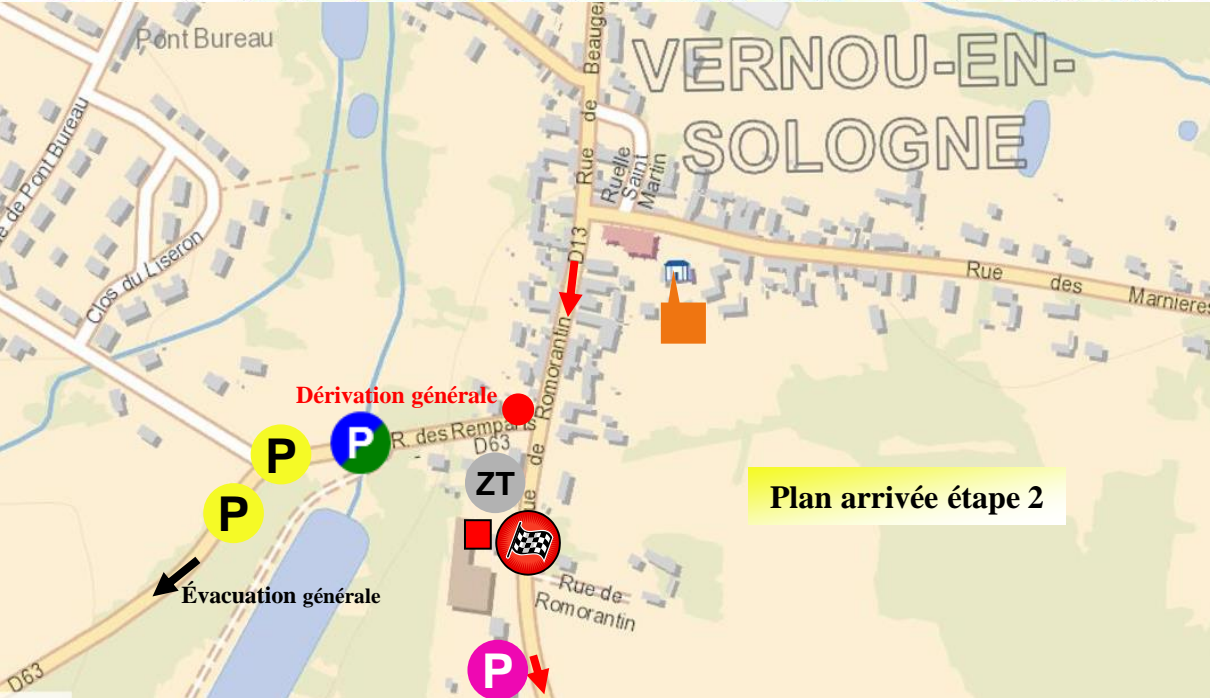 Pont Bureau
Rue de Beaugen
VERNOU-EN-
SOLOGNE
Ruelle
Saint
Martin
e de Pont Bureau
Clos du Liseron
D13
Rue des Marnieres
Rue de Romorantin
Dérivation générale
P
R. des Remparts
D63
P
ZT
P
Plan arrivée étape 2
Évacuation générale
Rue de
Romorantin
P
D63